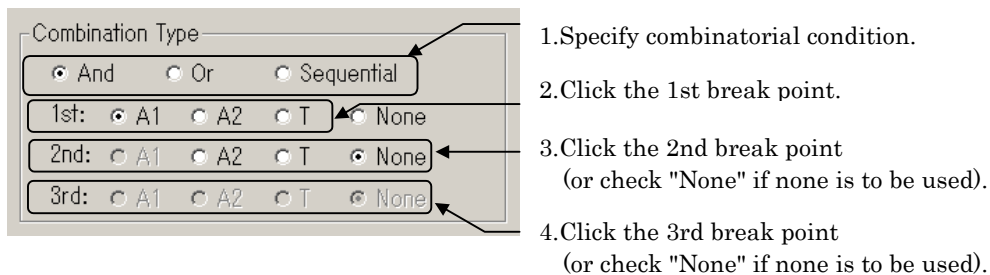 Combination Type
And Or Sequential
1st: A1 A2 T None
2nd: A1 A2 T None
3rd: A1 A2 T None
1.Specify combinatorial condition.
2.Click the 1st break point.
3.Click the 2nd break point
(or check "None" if none is to be used).
4.Click the 3rd break point
(or check "None" if none is to be used).